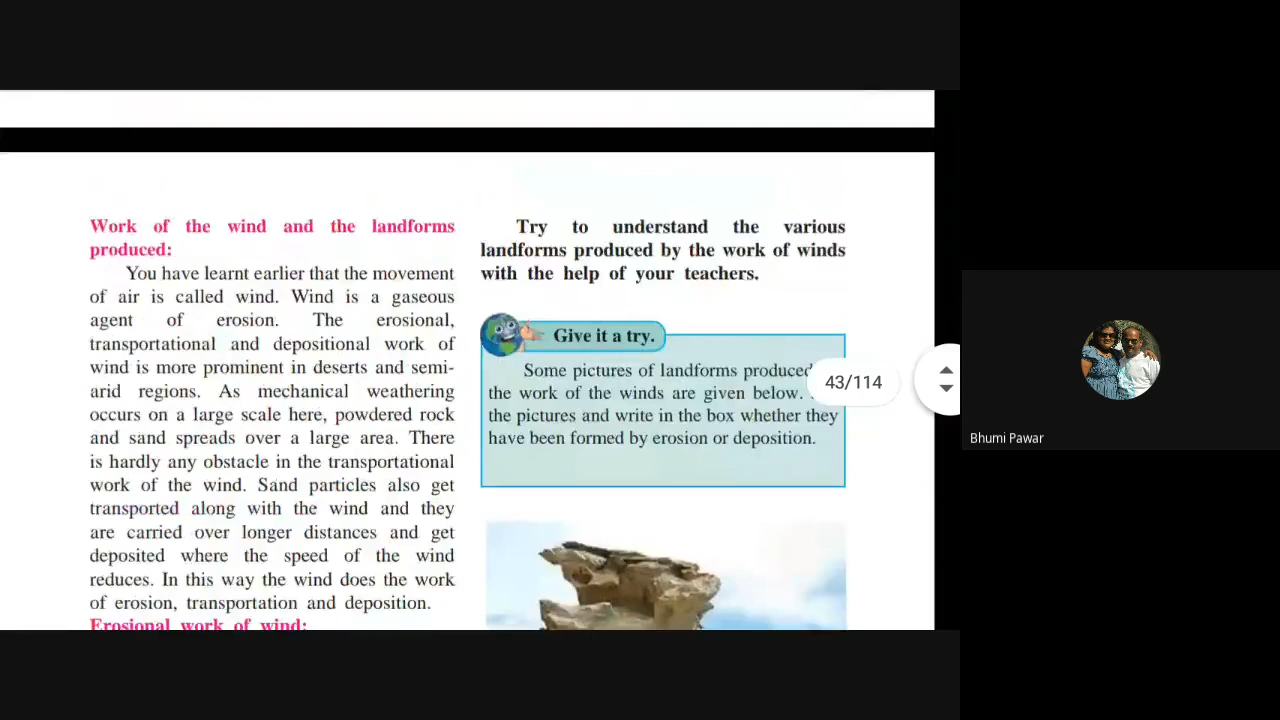 Work of the wind and the landforms
produced:
You have learnt earlier that the movement
of air is called wind. Wind is a gaseous
agent of erosion. The erosional,
transportational and depositional work of
wind is more prominent in deserts and semi-
arid regions. As mechanical weathering
occurs on a large scale here, powdered rock
and sand spreads over a large area. There
is hardly any obstacle in the transportational
work of the wind. Sand particles also get
transported along with the wind and they
are carried over longer distances and get
deposited where the speed of the wind
reduces. In this way the wind does the work
of erosion, transportation and deposition.
Erosional work of wind:
Try to understand the various
landforms produced by the work of winds
with the help of your teachers.
Give it a try.
Some pictures of landforms produced
the work of the winds are given below.
the pictures and write in the box whether they
have been formed by erosion or deposition.
43/114
Bhumi Pawar